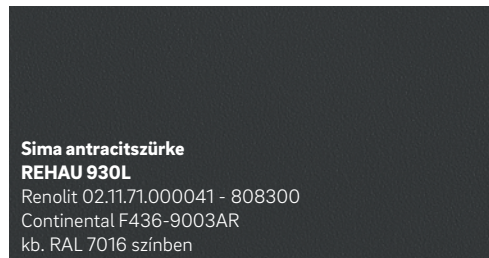 Sima antracitszürke
REHAU 930L
Renolit 02.11.71.000041 - 808300
Continental F436-9003AR
kb. RAL 7016 színben